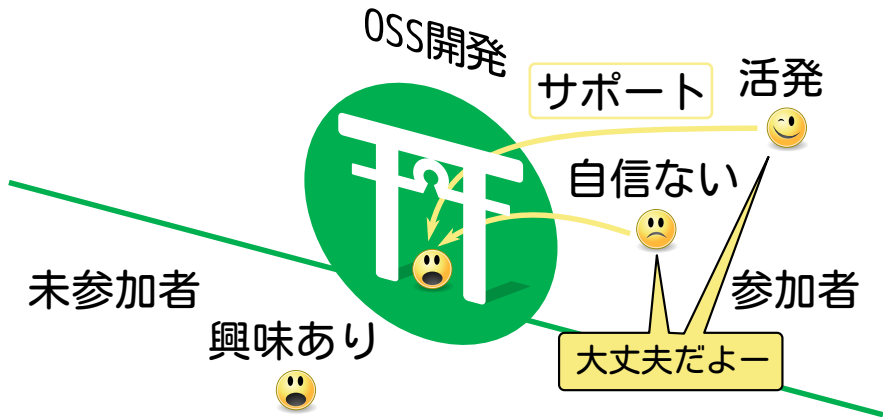 OSS開発
サポート
活発
自信ない
未参加者
参加者
興味あり
大丈夫だよー